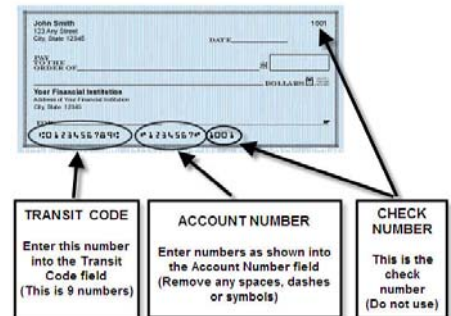 John Smith
123 Any Street
City, State 12345
1001
DATE
PAY
TO THE
ORDER OF
$
DOLLARS
Your Financial Institution
Address of Your Financial Institution
City, State 12345
FOR
⑆0123456789⑆ ⑈1234567⑈ 1001
TRANSIT CODE
Enter this number
into the Transit
Code field
(This is 9 numbers)
ACCOUNT NUMBER
Enter numbers as shown into
the Account Number field
(Remove any spaces, dashes
or symbols)
CHECK
NUMBER
This is the
check
number
(Do not use)